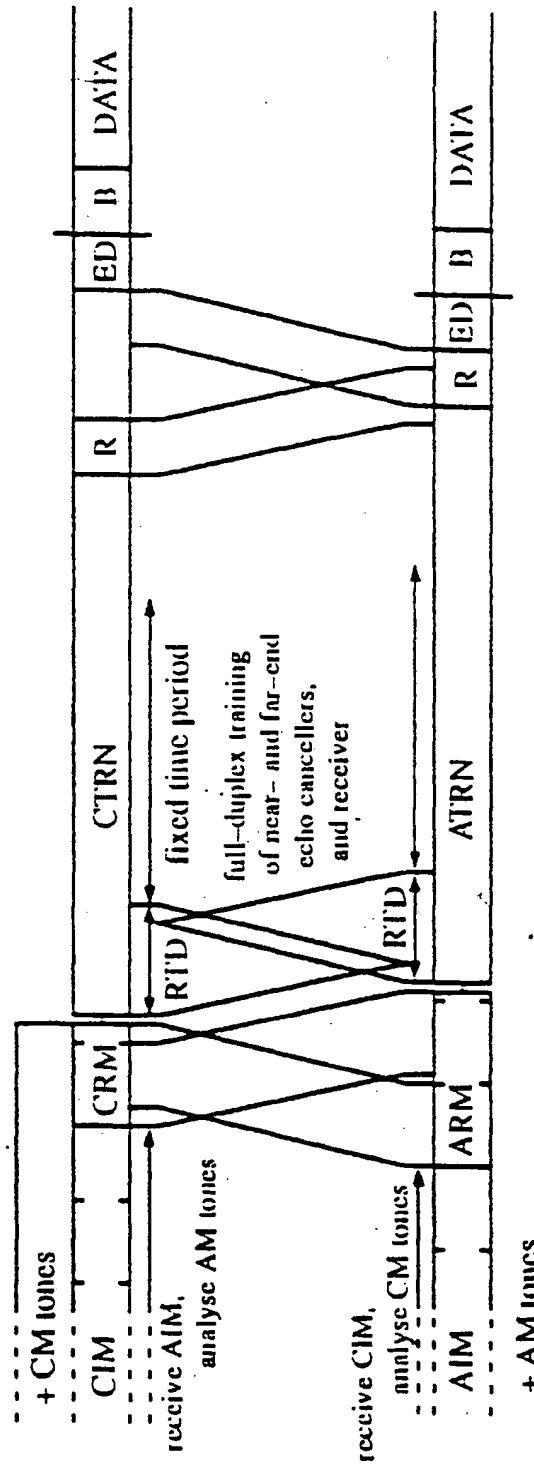 + CM tones
CIM
CRM
CTRN
R
ED
B
DATA
receive AIM,
analyse AM tones
RTD
fixed time period
full-duplex training
of near- and far-end
echo cancellers,
and receiver
receive CIM,
analyse CM tones
RTD
AIM
ARM
ATRN
R
ED
B
DATA
+ AM tones